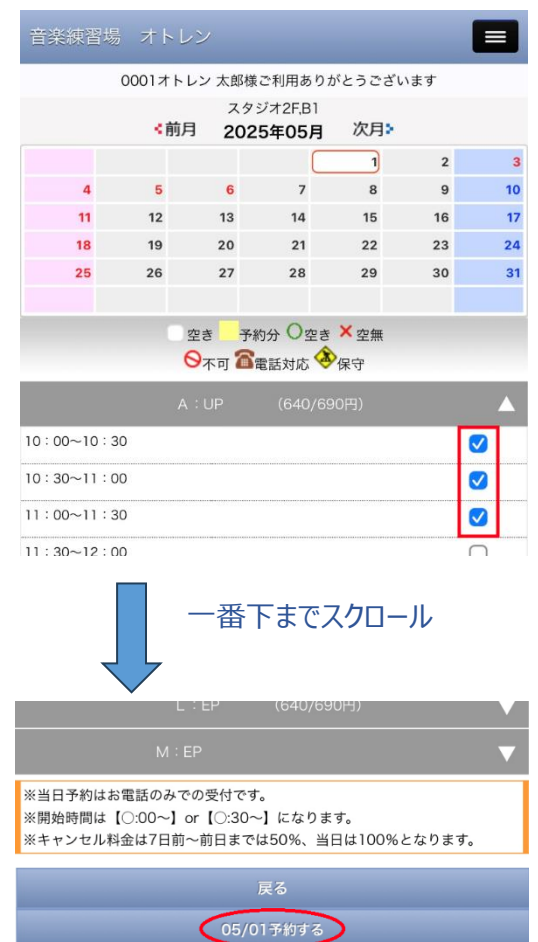 音楽練習場　オトレン
0001オトレン 太郎様ご利用ありがとうございます
スタジオ2F,B1
前月 2025年05月 次月
1 2 3
4 5 6 7 8 9 10
11 12 13 14 15 16 17
18 19 20 21 22 23 24
25 26 27 28 29 30 31
空き 予約分 空き 空無
不可 電話対応 保守
A：UP （640/690円）
10：00～10：30
10：30～11：00
11：00～11：30
11：30～12：00
一番下までスクロール
L：EP （640/690円）
M：EP
※当日予約はお電話のみでの受付です。
※開始時間は【○:00～】or【○:30～】になります。
※キャンセル料金は7日前～前日までは50%、当日は100%となります。
戻る
05/01予約する